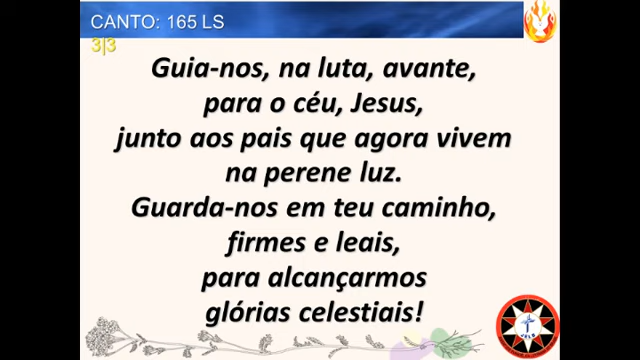 CANTO: 165 LS
3|3
Guia-nos, na luta, avante,
para o céu, Jesus,
junto aos pais que agora vivem
na perene luz.
Guarda-nos em teu caminho,
firmes e leais,
para alcançarmos
glórias celestiais!